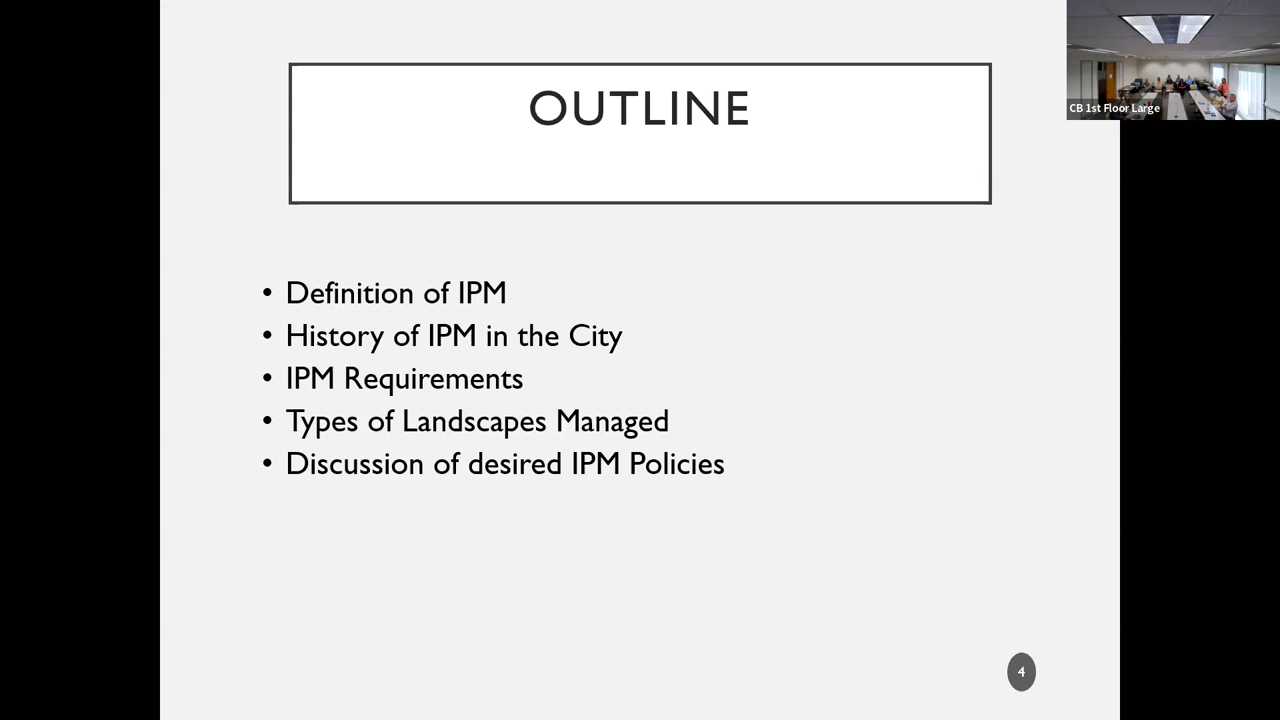 OUTLINE
CB 1st Floor Large
• Definition of IPM
• History of IPM in the City
• IPM Requirements
• Types of Landscapes Managed
• Discussion of desired IPM Policies
4